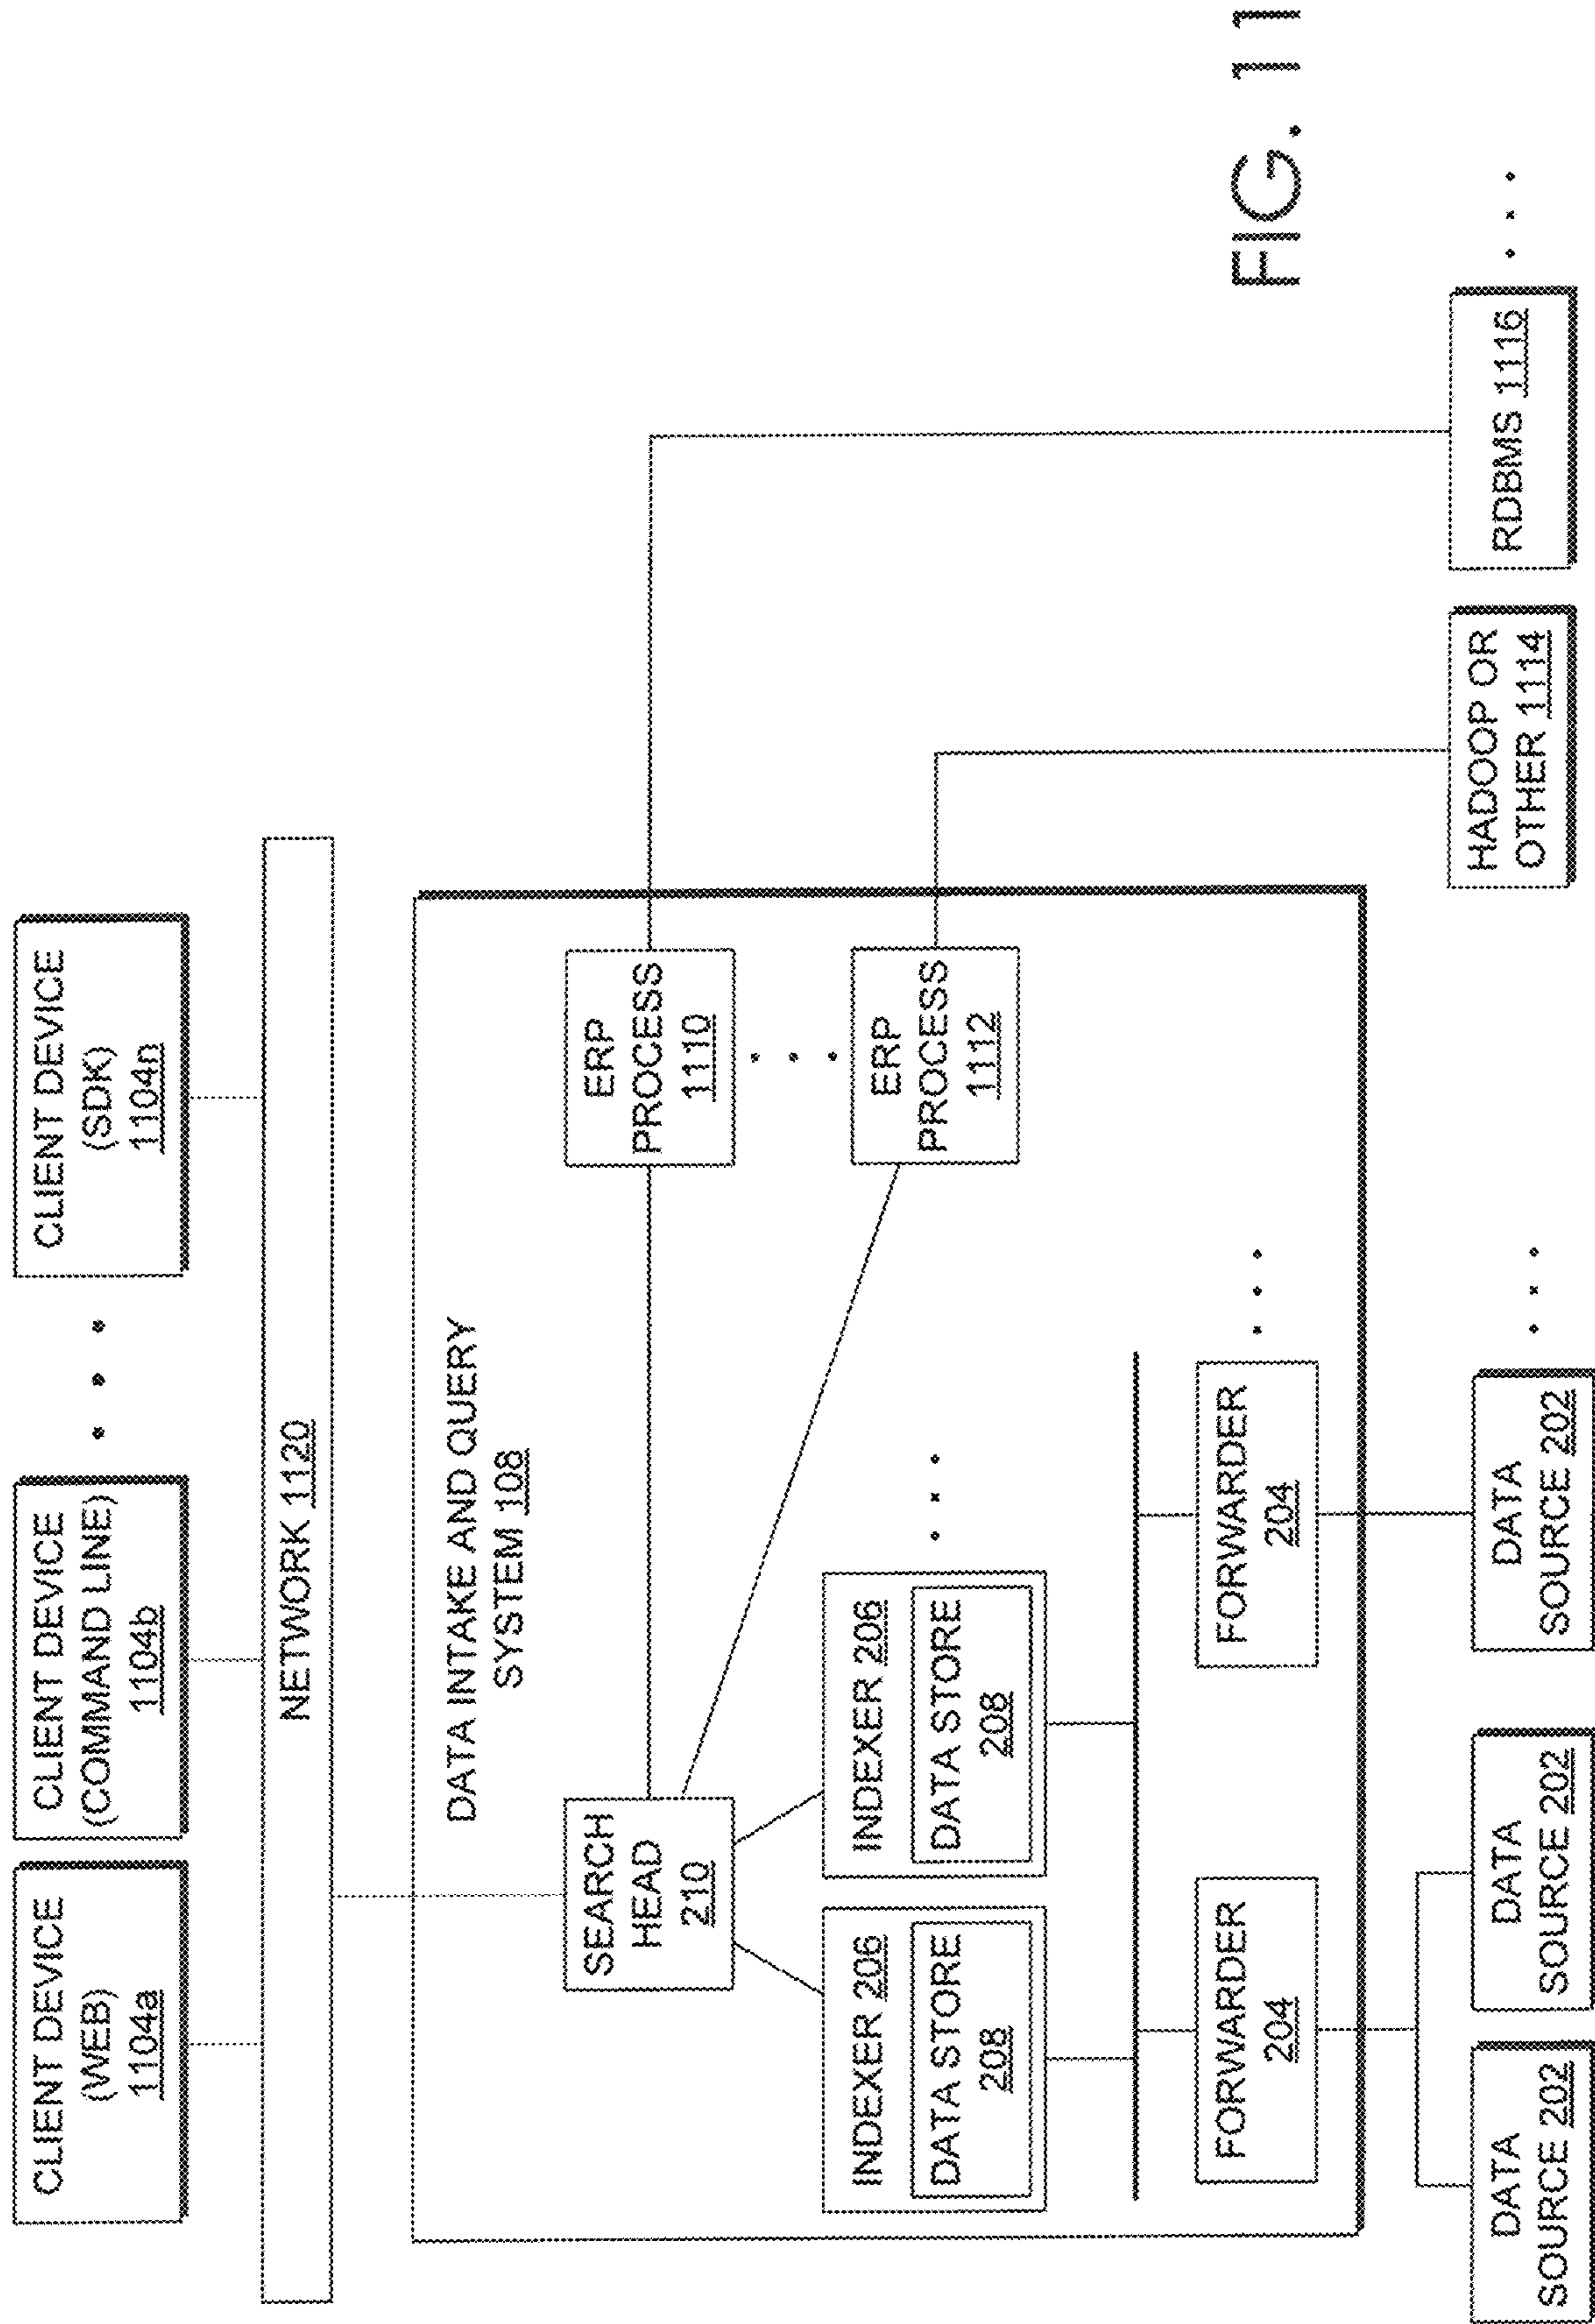 CLIENT DEVICE
(WEB)
1104a
CLIENT DEVICE
(COMMAND LINE)
1104b
CLIENT DEVICE
(SDK)
1104n
NETWORK 1120
DATA INTAKE AND QUERY
SYSTEM 108
SEARCH
HEAD
210
ERP
PROCESS
1110
INDEXER 206
DATA STORE
208
INDEXER 206
DATA STORE
208
ERP
PROCESS
1112
FORWARDER
204
FORWARDER
204
DATA
SOURCE 202
DATA
SOURCE 202
DATA
SOURCE 202
HADOOP OR
OTHER 1114
RDBMS 1116
FIG. 11